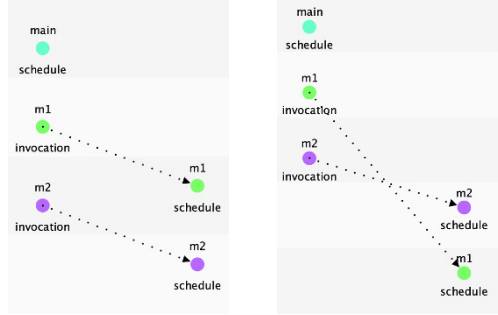 main
schedule
m1
invocation
m1
schedule
m2
invocation
m2
schedule
main
schedule
m1
invocation
m2
invocation
m2
schedule
m1
schedule